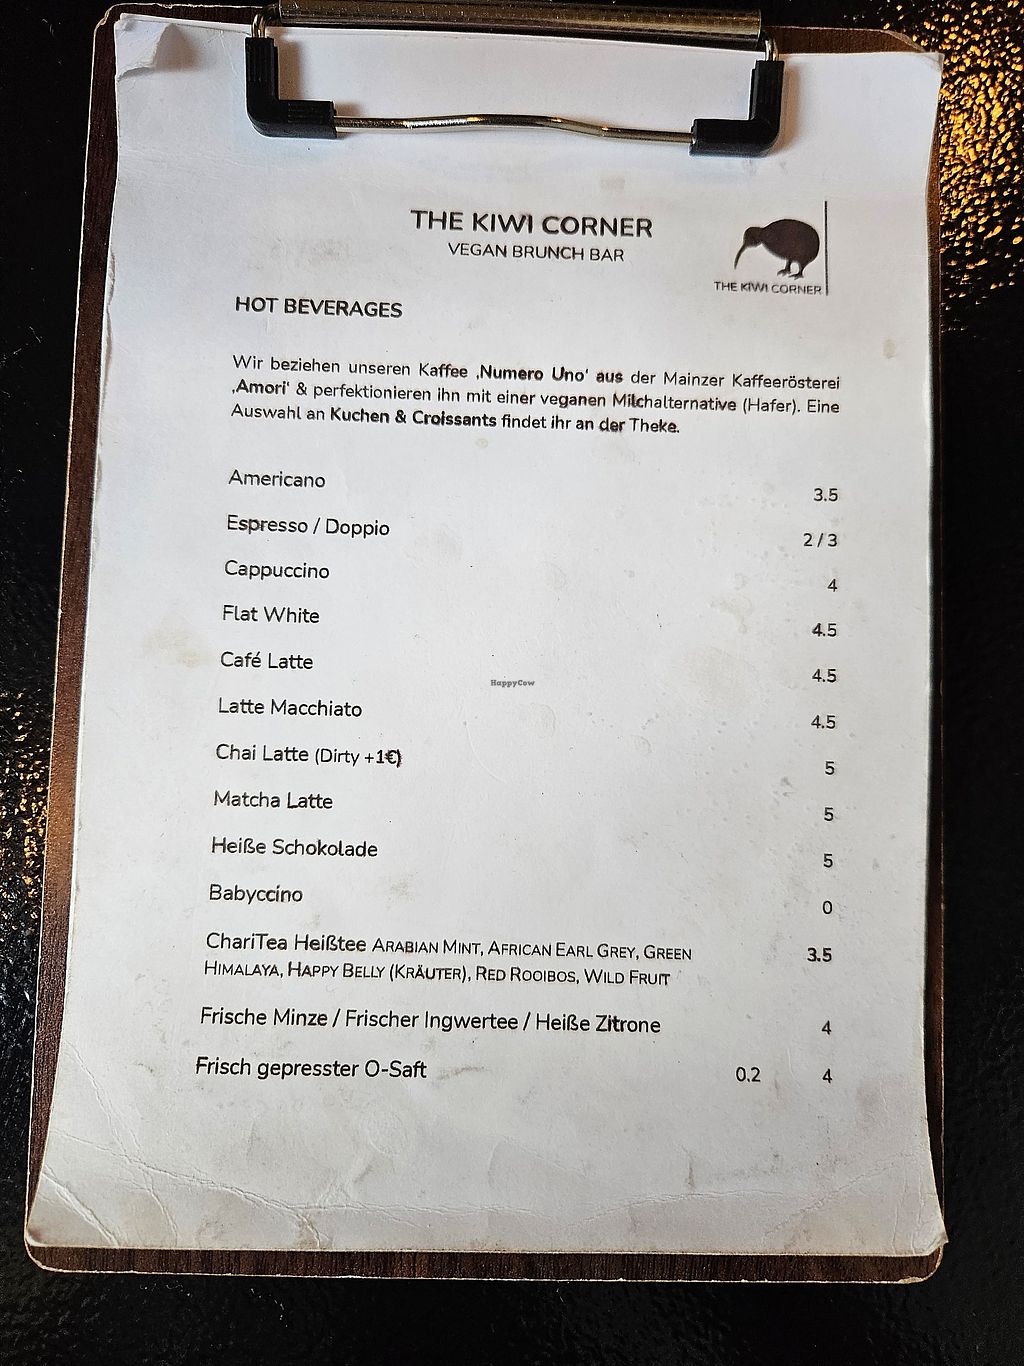 THE KIWI CORNER
VEGAN BRUNCH BAR
THE KIWI CORNER
HOT BEVERAGES
Wir beziehen unseren Kaffee ‚Numero Uno‘ aus der Mainzer Kaffeerösterei
‚Amori‘ & perfektionieren ihn mit einer veganen Milchalternative (Hafer). Eine
Auswahl an Kuchen & Croissants findet ihr an der Theke.
Americano 3.5
Espresso / Doppio 2 / 3
Cappuccino 4
Flat White 4.5
Café Latte 4.5
HappyCow
Latte Macchiato 4.5
Chai Latte (Dirty +1€) 5
Matcha Latte 5
Heiße Schokolade 5
Babyccino 0
ChariTea Heißtee ARABIAN MINT, AFRICAN EARL GREY, GREEN 3.5
HIMALAYA, HAPPY BELLY (KRÄUTER), RED ROOIBOS, WILD FRUIT
Frische Minze / Frischer Ingwertee / Heiße Zitrone 4
Frisch gepresster O-Saft 0.2 4